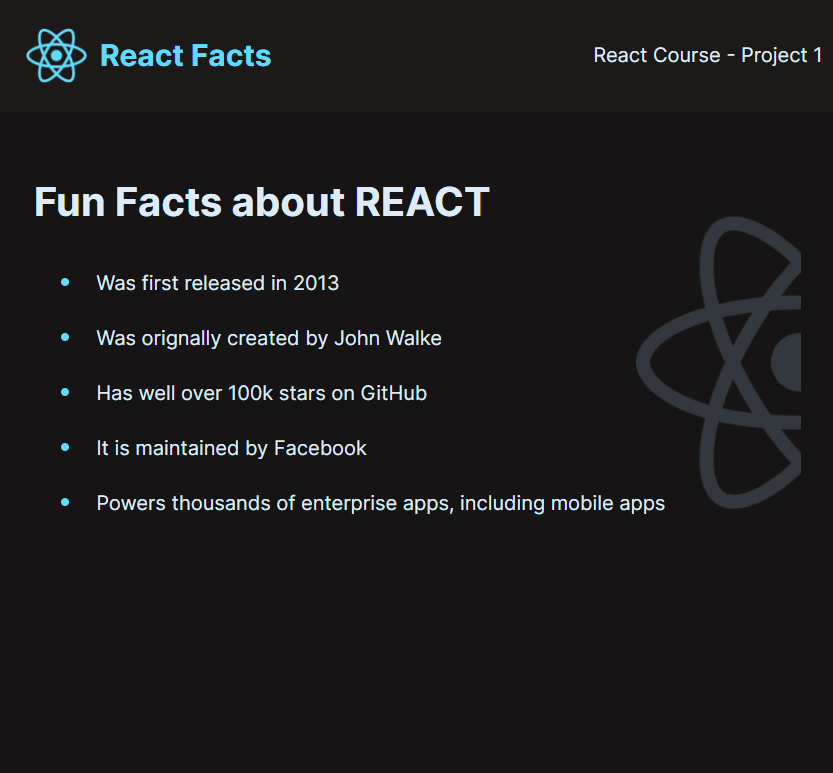 React Facts
React Course - Project 1
Fun Facts about REACT
Was first released in 2013
Was orignally created by John Walke
Has well over 100k stars on GitHub
It is maintained by Facebook
Powers thousands of enterprise apps, including mobile apps